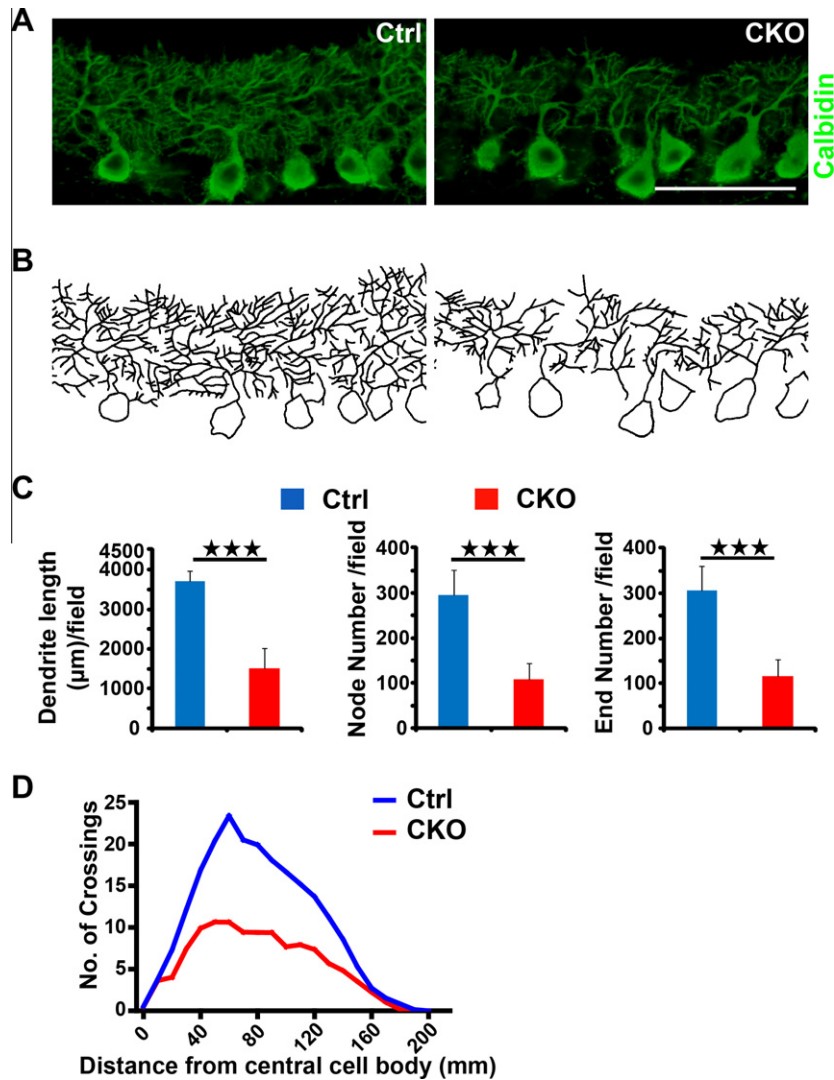 A
Ctrl
CKO
Calbidin
B
C
Ctrl
CKO
Dendrite length
(µm)/field
4500
4000
3000
2000
1000
0
★★★
Node Number /field
400
300
200
100
0
★★★
End Number /field
400
300
200
100
0
★★★
D
No. of Crossings
25
20
15
10
5
0
Ctrl
CKO
0
40
80
120
160
200
Distance from central cell body (mm)